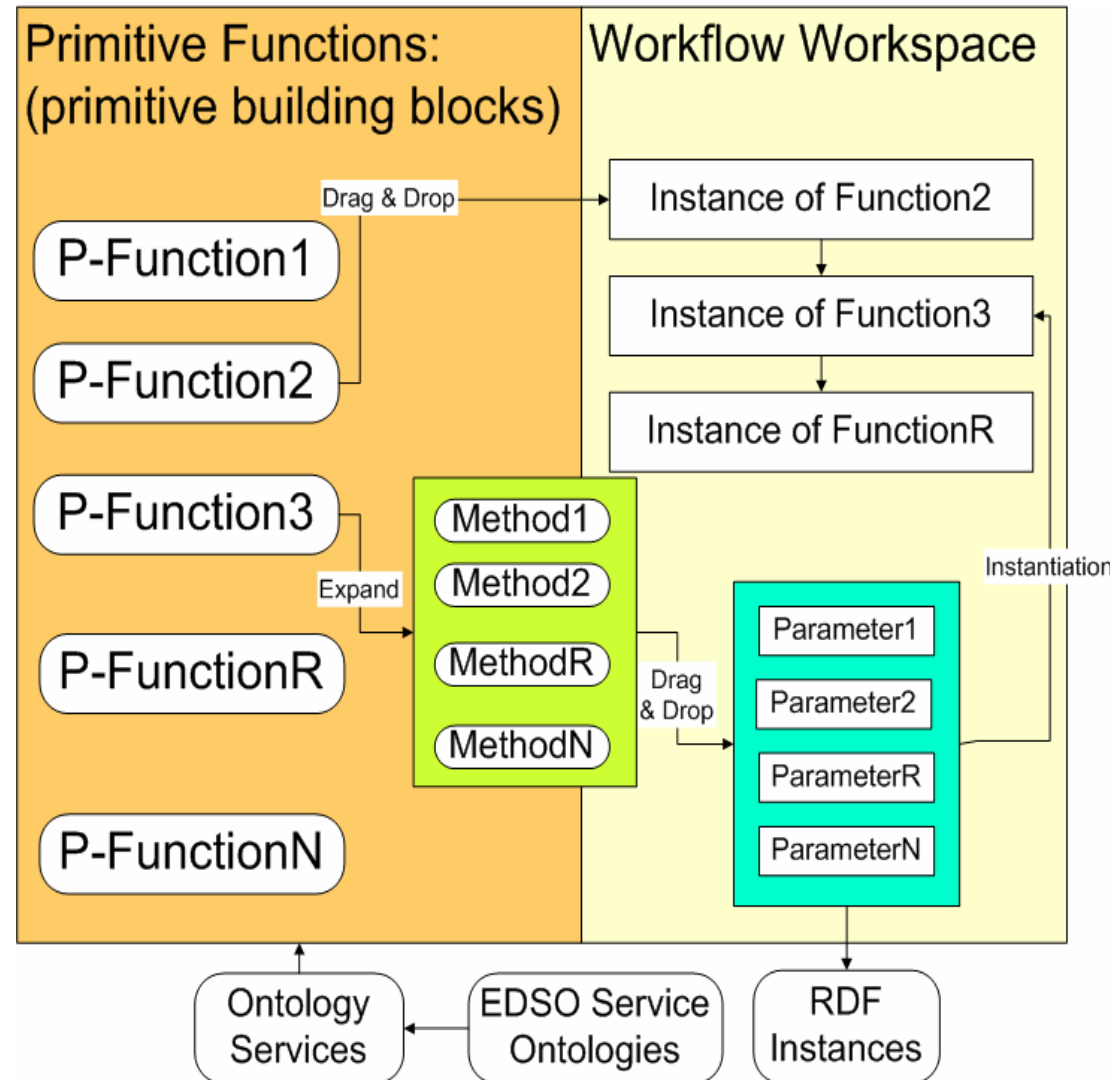 Primitive Functions:
(primitive building blocks)
Workflow Workspace
Drag & Drop
P-Function1
P-Function2
P-Function3
P-FunctionR
P-FunctionN
Expand
Method1
Method2
MethodR
MethodN
Instance of Function2
Instance of Function3
Instance of FunctionR
Instantiation
Drag
& Drop
Parameter1
Parameter2
ParameterR
ParameterN
Ontology
Services
EDSO Service
Ontologies
RDF
Instances